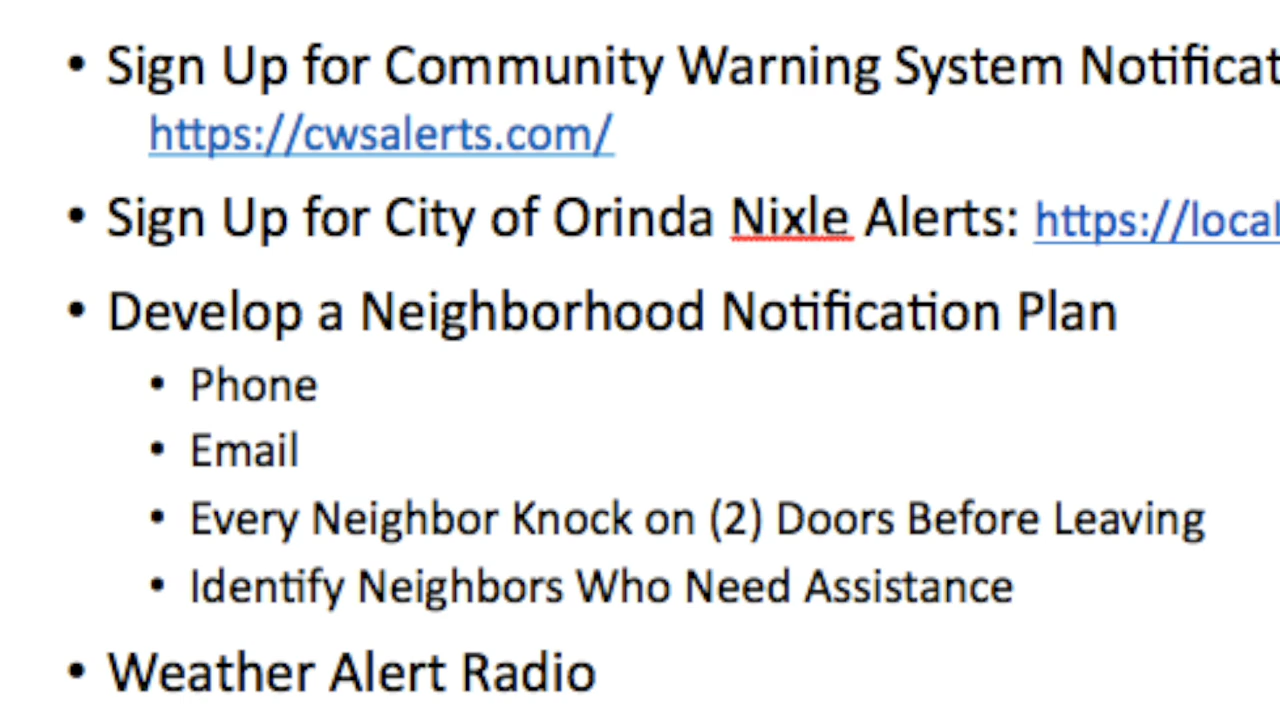 • Sign Up for Community Warning System Notificat
https://cwsalerts.com/
• Sign Up for City of Orinda Nixle Alerts: https://local
• Develop a Neighborhood Notification Plan
• Phone
• Email
• Every Neighbor Knock on (2) Doors Before Leaving
• Identify Neighbors Who Need Assistance
• Weather Alert Radio